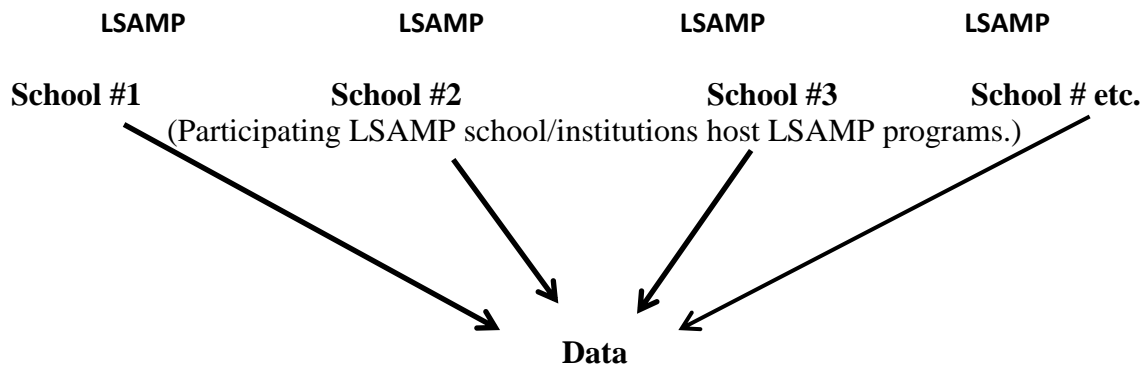 LSAMP LSAMP LSAMP LSAMP
School #1 School #2 School #3 School # etc.
(Participating LSAMP school/institutions host LSAMP programs.)
Data